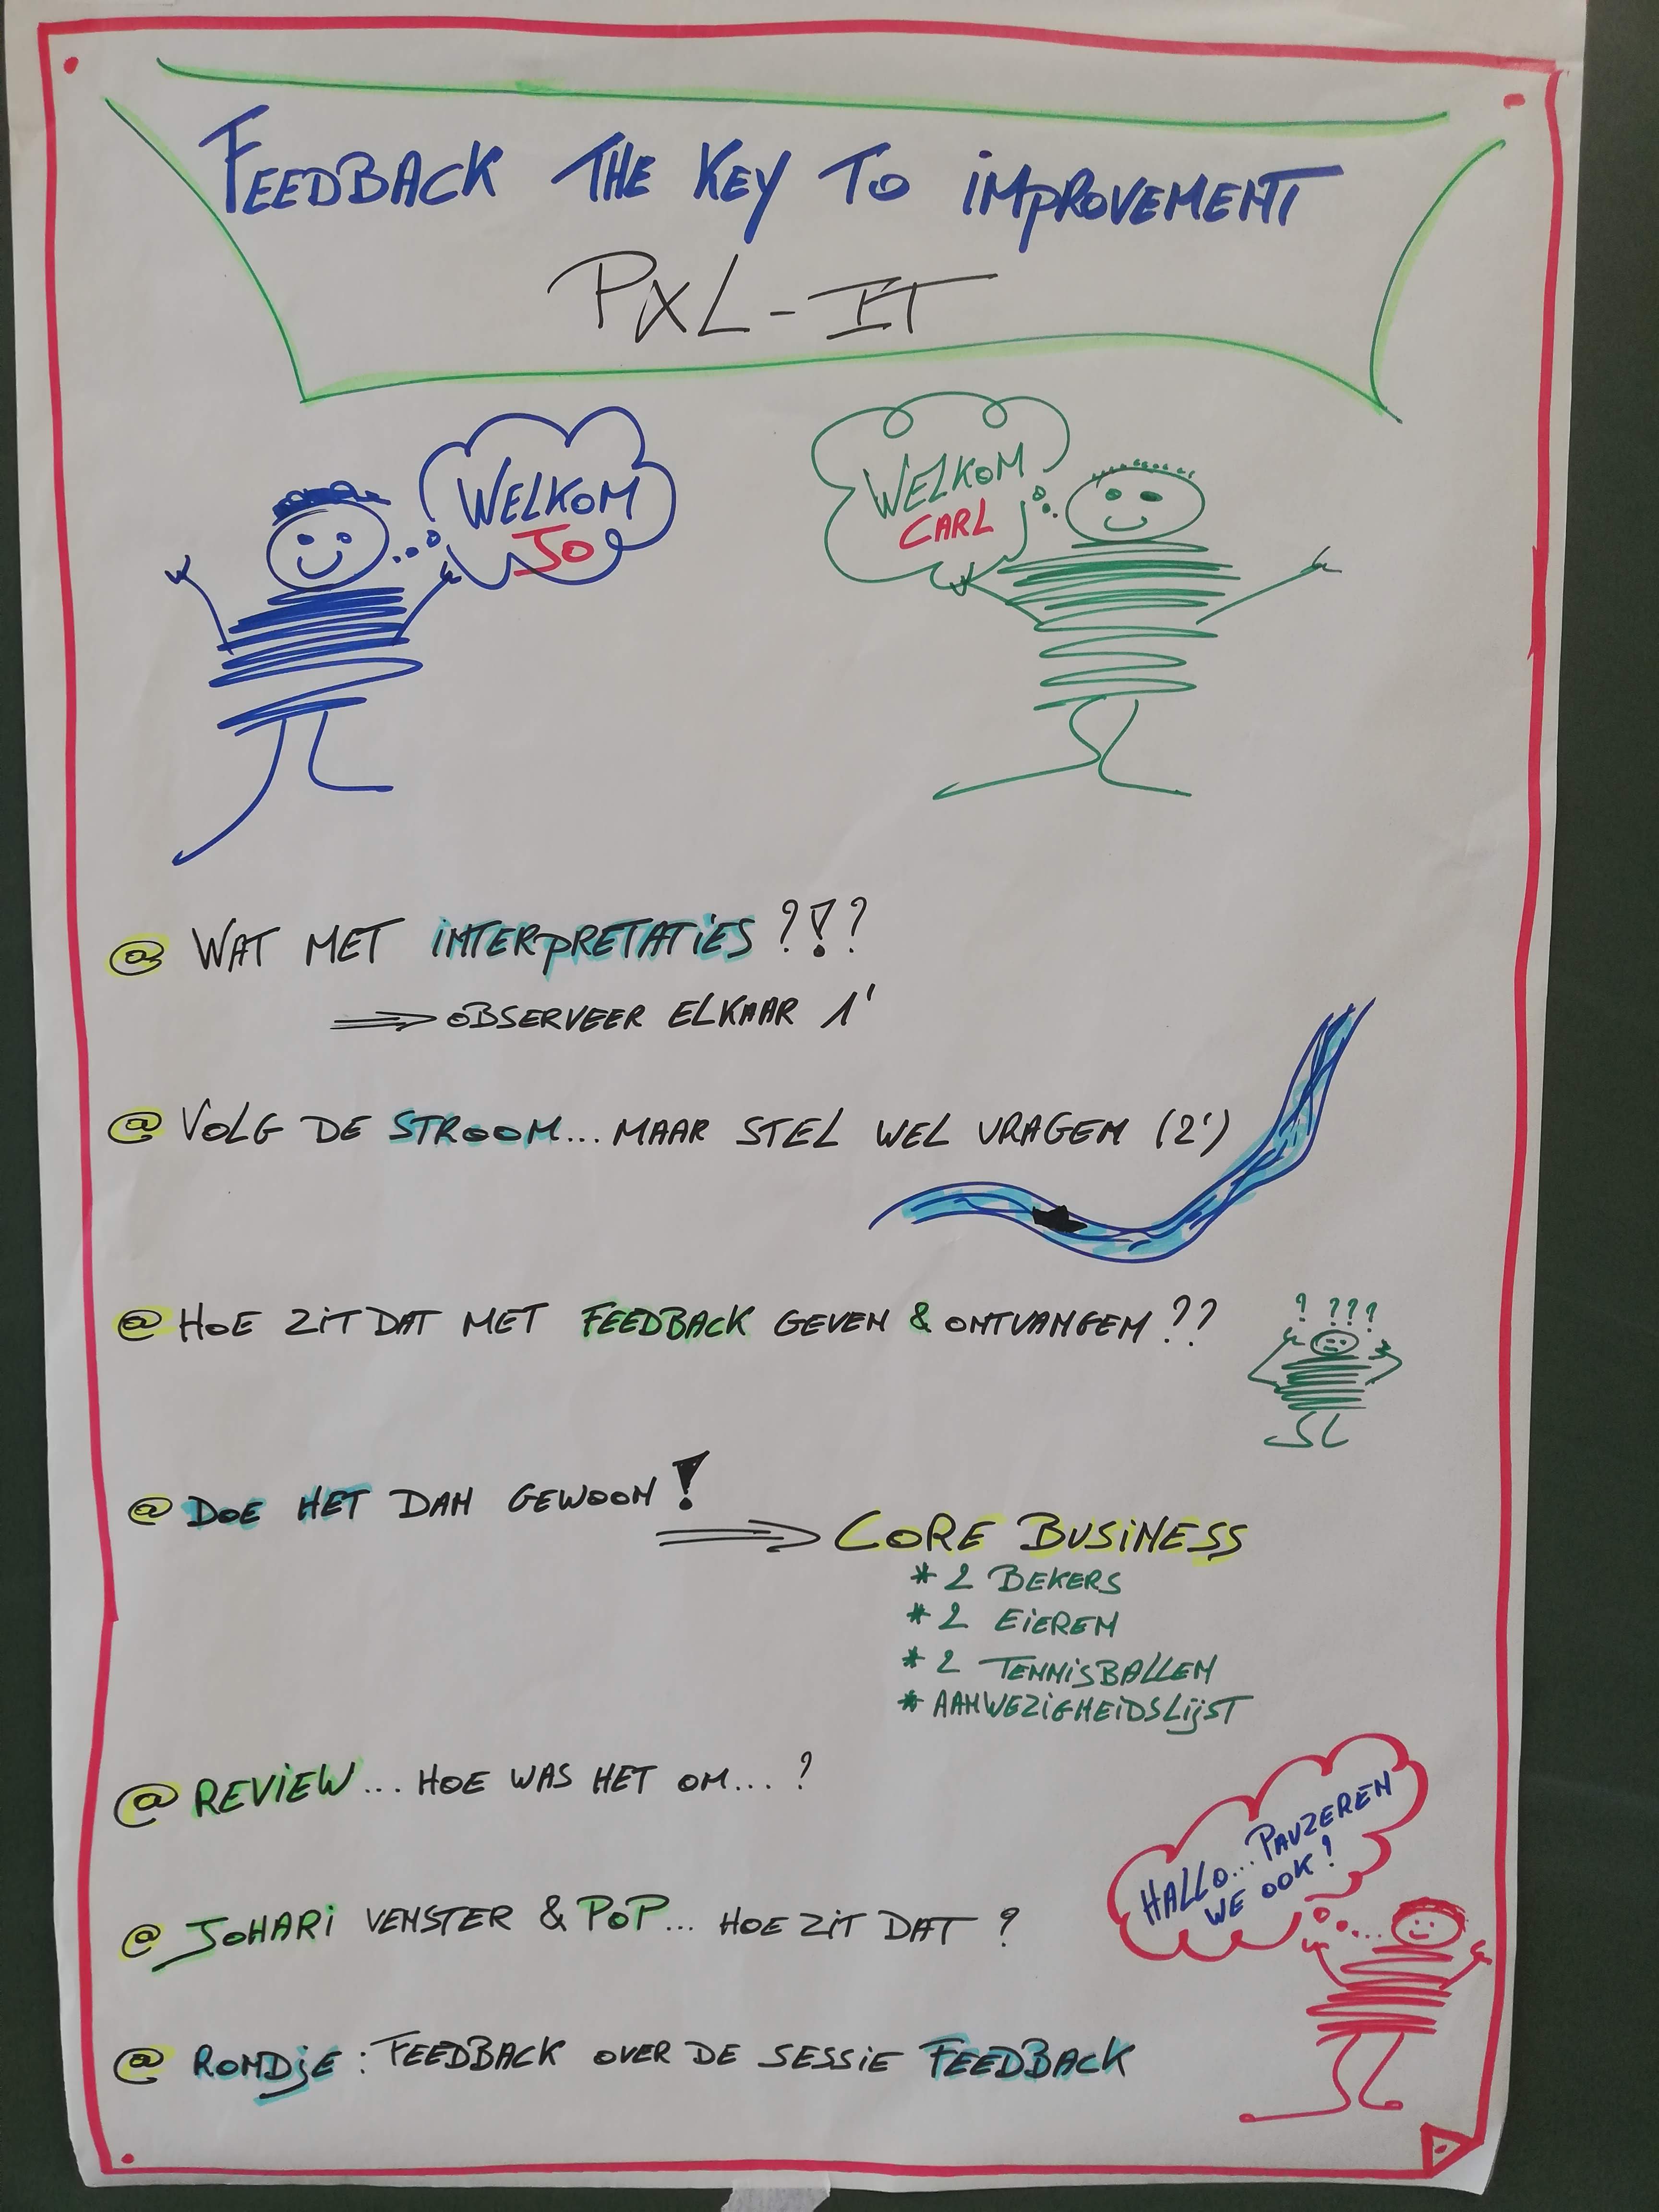 FEEDBACK THE KEY TO IMPROVEMENT
PXL-IT
WELKOM
JO
WELKOM
CARL
@ WAT MET INTERPRETATIES ?!?
⟹ OBSERVEER ELKAAR 1'
@ VOLG DE STROOM... MAAR STEL WEL VRAGEN (2')
@ HOE ZIT DAT MET FEEDBACK GEVEN & ONTVANGEN ??
? ???
@ DOE HET DAN GEWOON !
⟹ CORE BUSINESS
* 2 BEKERS
* 2 EIEREN
* 2 TENNISBALLEN
* AANWEZIGHEIDSLIJST
@ REVIEW... HOE WAS HET OM... ?
HALLO... PAUZEREN
WE OOK !
@ JOHARI VENSTER & POP... HOE ZIT DAT ?
@ RONDJE : FEEDBACK OVER DE SESSIE FEEDBACK